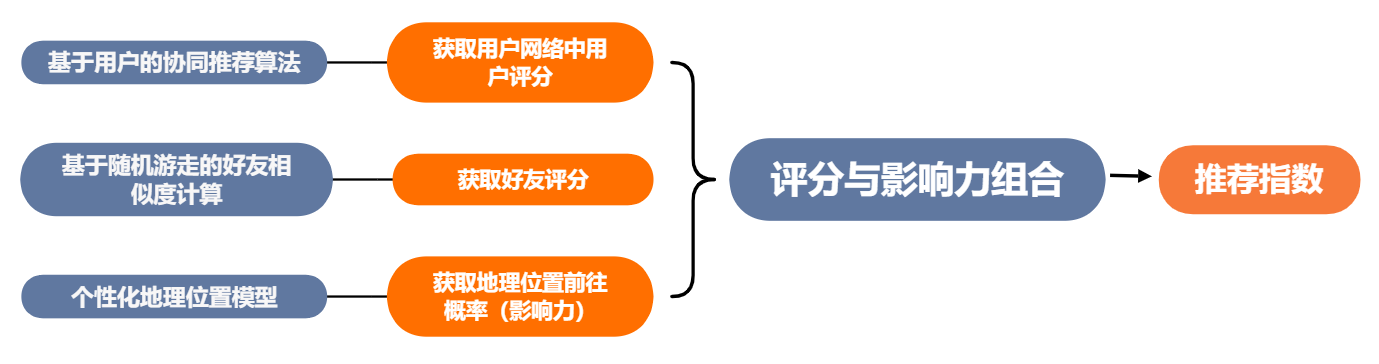 基于用户的协同推荐算法
获取用户网络中用
户评分
基于随机游走的好友相
似度计算
获取好友评分
个性化地理位置模型
获取地理位置前往
概率（影响力）
评分与影响力组合
推荐指数